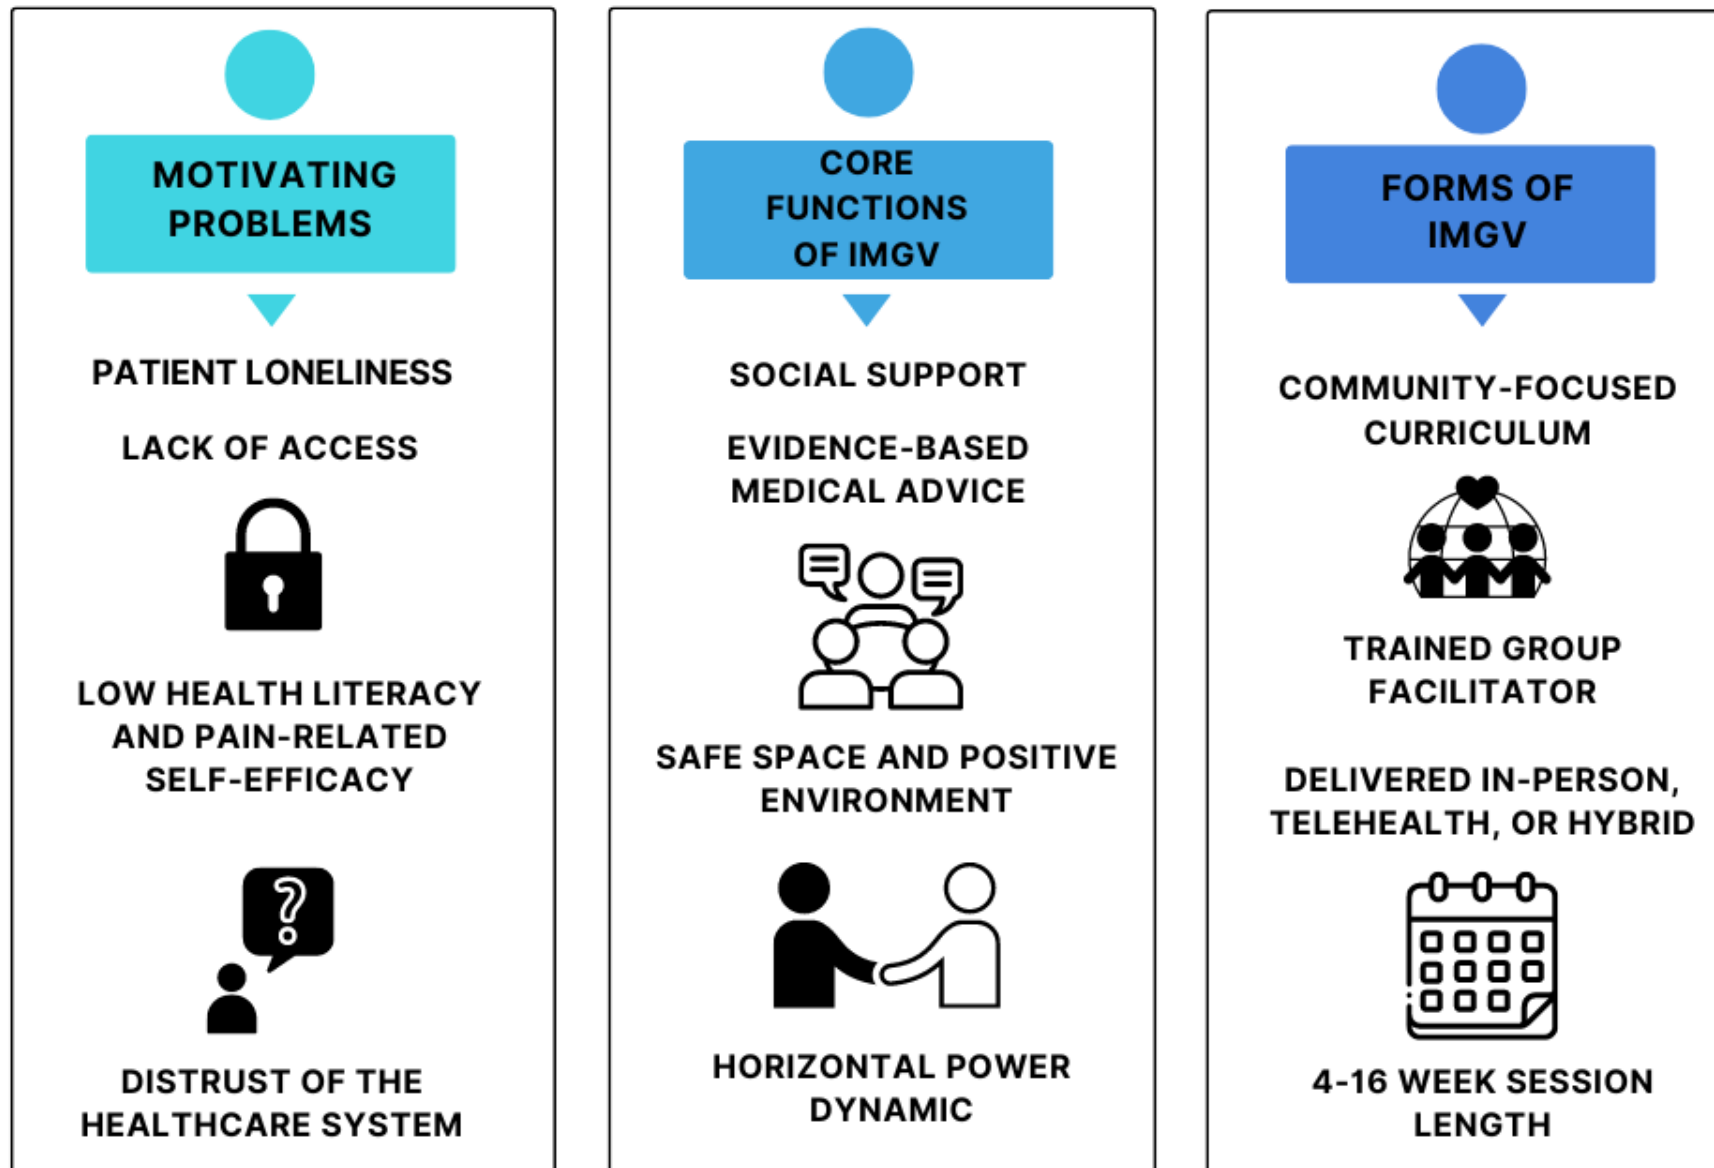 MOTIVATING
PROBLEMS
PATIENT LONELINESS
LACK OF ACCESS
LOW HEALTH LITERACY
AND PAIN-RELATED
SELF-EFFICACY
?
DISTRUST OF THE
HEALTHCARE SYSTEM
CORE
FUNCTIONS
OF IMGV
SOCIAL SUPPORT
EVIDENCE-BASED
MEDICAL ADVICE
SAFE SPACE AND POSITIVE
ENVIRONMENT
HORIZONTAL POWER
DYNAMIC
FORMS OF
IMGV
COMMUNITY-FOCUSED
CURRICULUM
TRAINED GROUP
FACILITATOR
DELIVERED IN-PERSON,
TELEHEALTH, OR HYBRID
4-16 WEEK SESSION
LENGTH